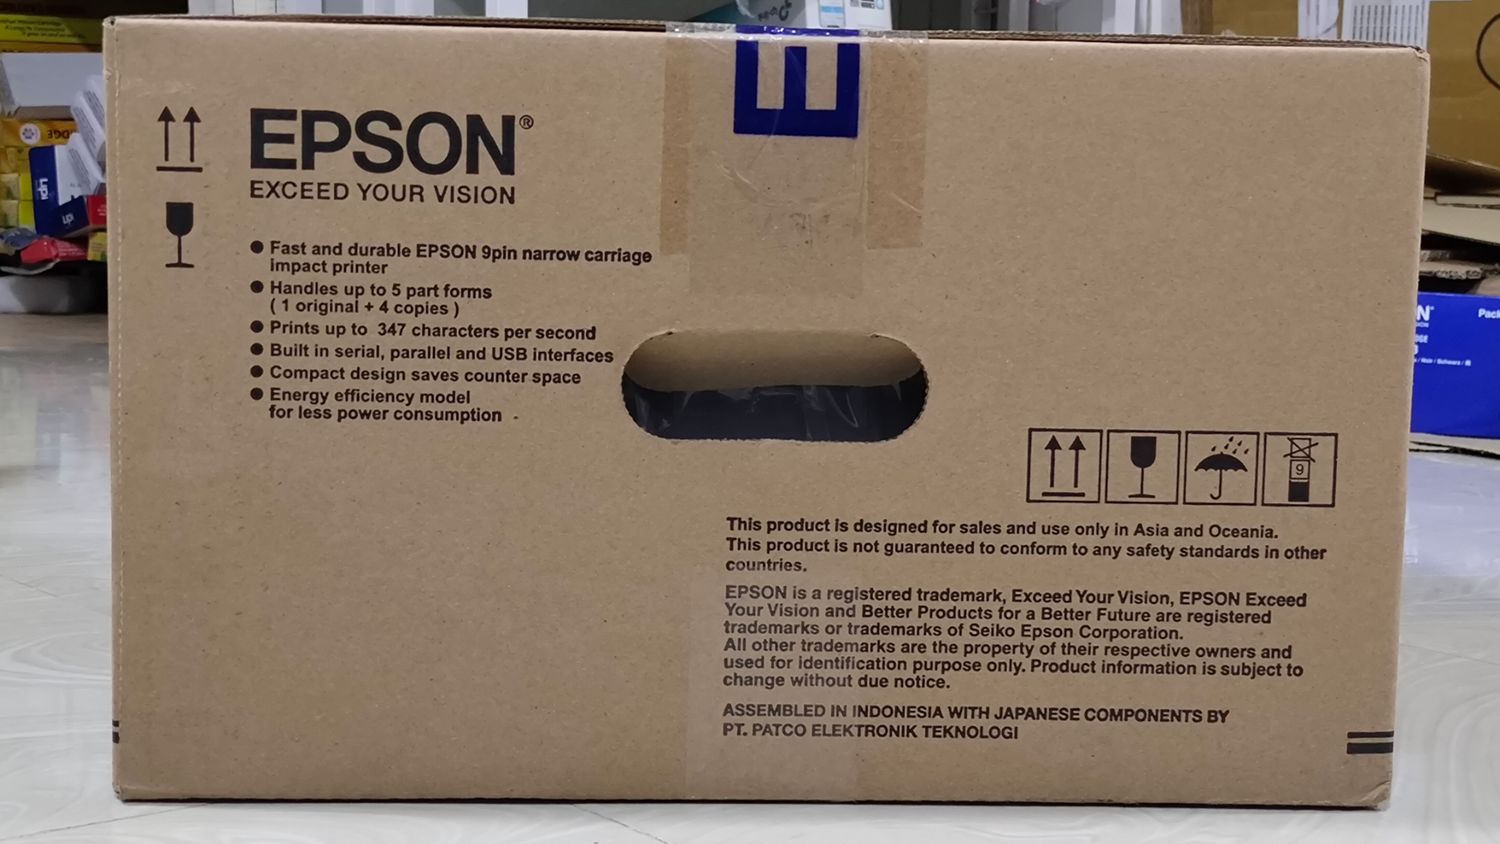 E
EPSON®
EXCEED YOUR VISION
● Fast and durable EPSON 9pin narrow carriage
impact printer
● Handles up to 5 part forms
( 1 original + 4 copies )
● Prints up to 347 characters per second
● Built in serial, parallel and USB interfaces
● Compact design saves counter space
● Energy efficiency model
for less power consumption
N
Pack
9
This product is designed for sales and use only in Asia and Oceania.
This product is not guaranteed to conform to any safety standards in other
countries.
EPSON is a registered trademark, Exceed Your Vision, EPSON Exceed
Your Vision and Better Products for a Better Future are registered
trademarks or trademarks of Seiko Epson Corporation.
All other trademarks are the property of their respective owners and
used for identification purpose only. Product information is subject to
change without due notice.
ASSEMBLED IN INDONESIA WITH JAPANESE COMPONENTS BY
PT. PATCO ELEKTRONIK TEKNOLOGI